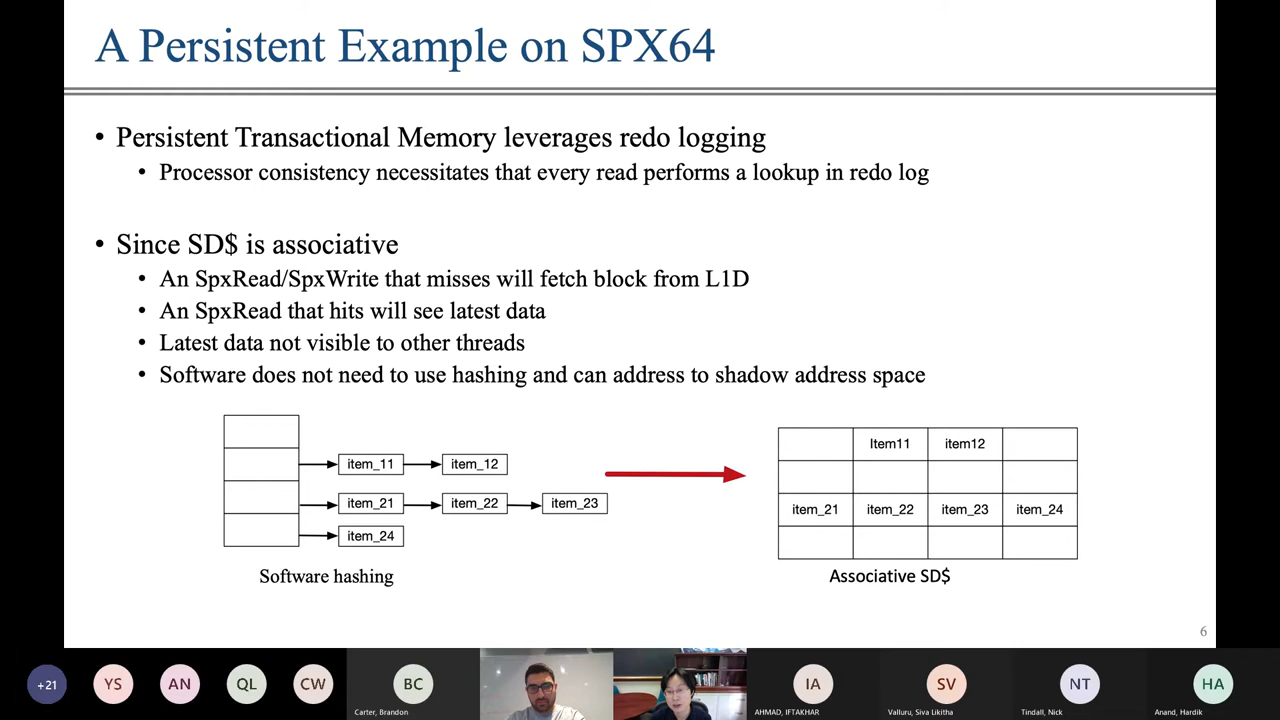 A Persistent Example on SPX64
• Persistent Transactional Memory leverages redo logging
• Processor consistency necessitates that every read performs a lookup in redo log
• Since SD$ is associative
• An SpxRead/SpxWrite that misses will fetch block from L1D
• An SpxRead that hits will see latest data
• Latest data not visible to other threads
• Software does not need to use hashing and can address to shadow address space
item_11 item_12
item_21 item_22 item_23
item_24
Software hashing
Item11 item12
item_21 item_22 item_23 item_24
Associative SD$
6
+21 YS AN QL CW BC IA SV NT HA
Carter, Brandon AHMAD, IFTAKHAR Valluru, Siva Likitha Tindall, Nick Anand, Hardik